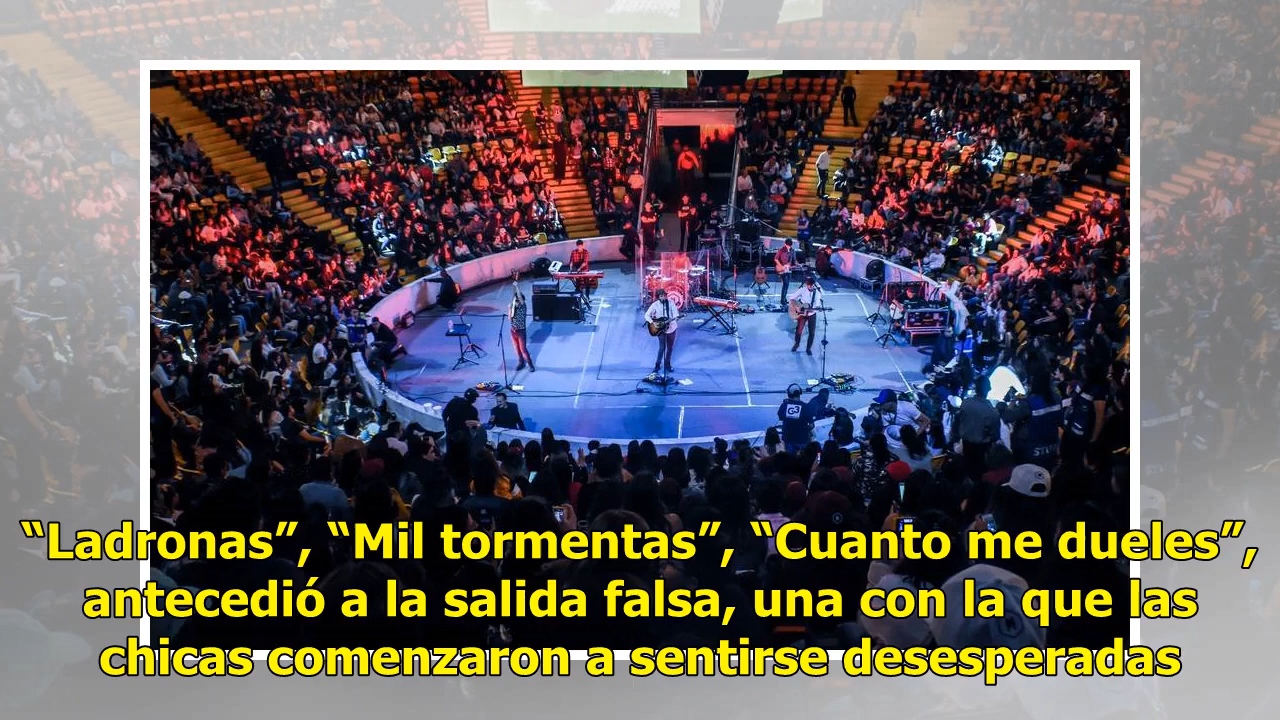 “Ladronas”, “Mil tormentas”, “Cuanto me dueles”,
antecedió a la salida falsa, una con la que las
chicas comenzaron a sentirse desesperadas